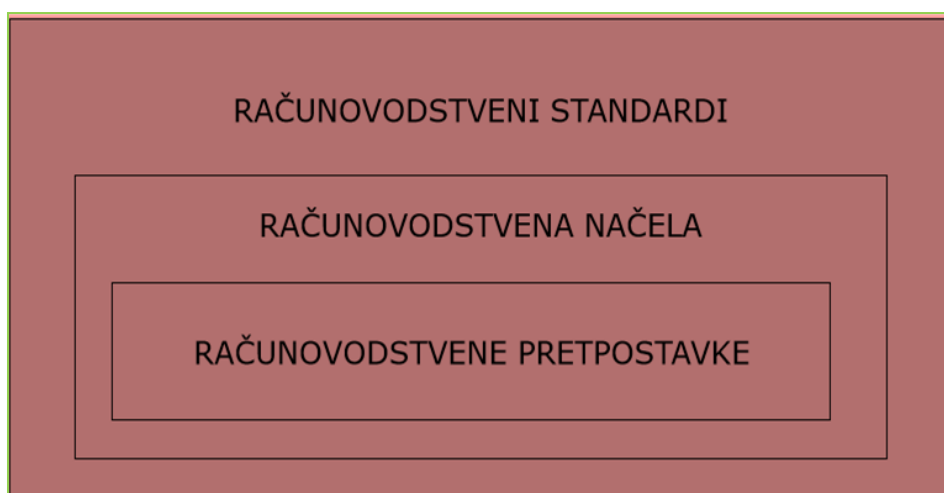 RAČUNOVODSTVENI STANDARDI
RAČUNOVODSTVENA NAČELA
RAČUNOVODSTVENE PRETPOSTAVKE